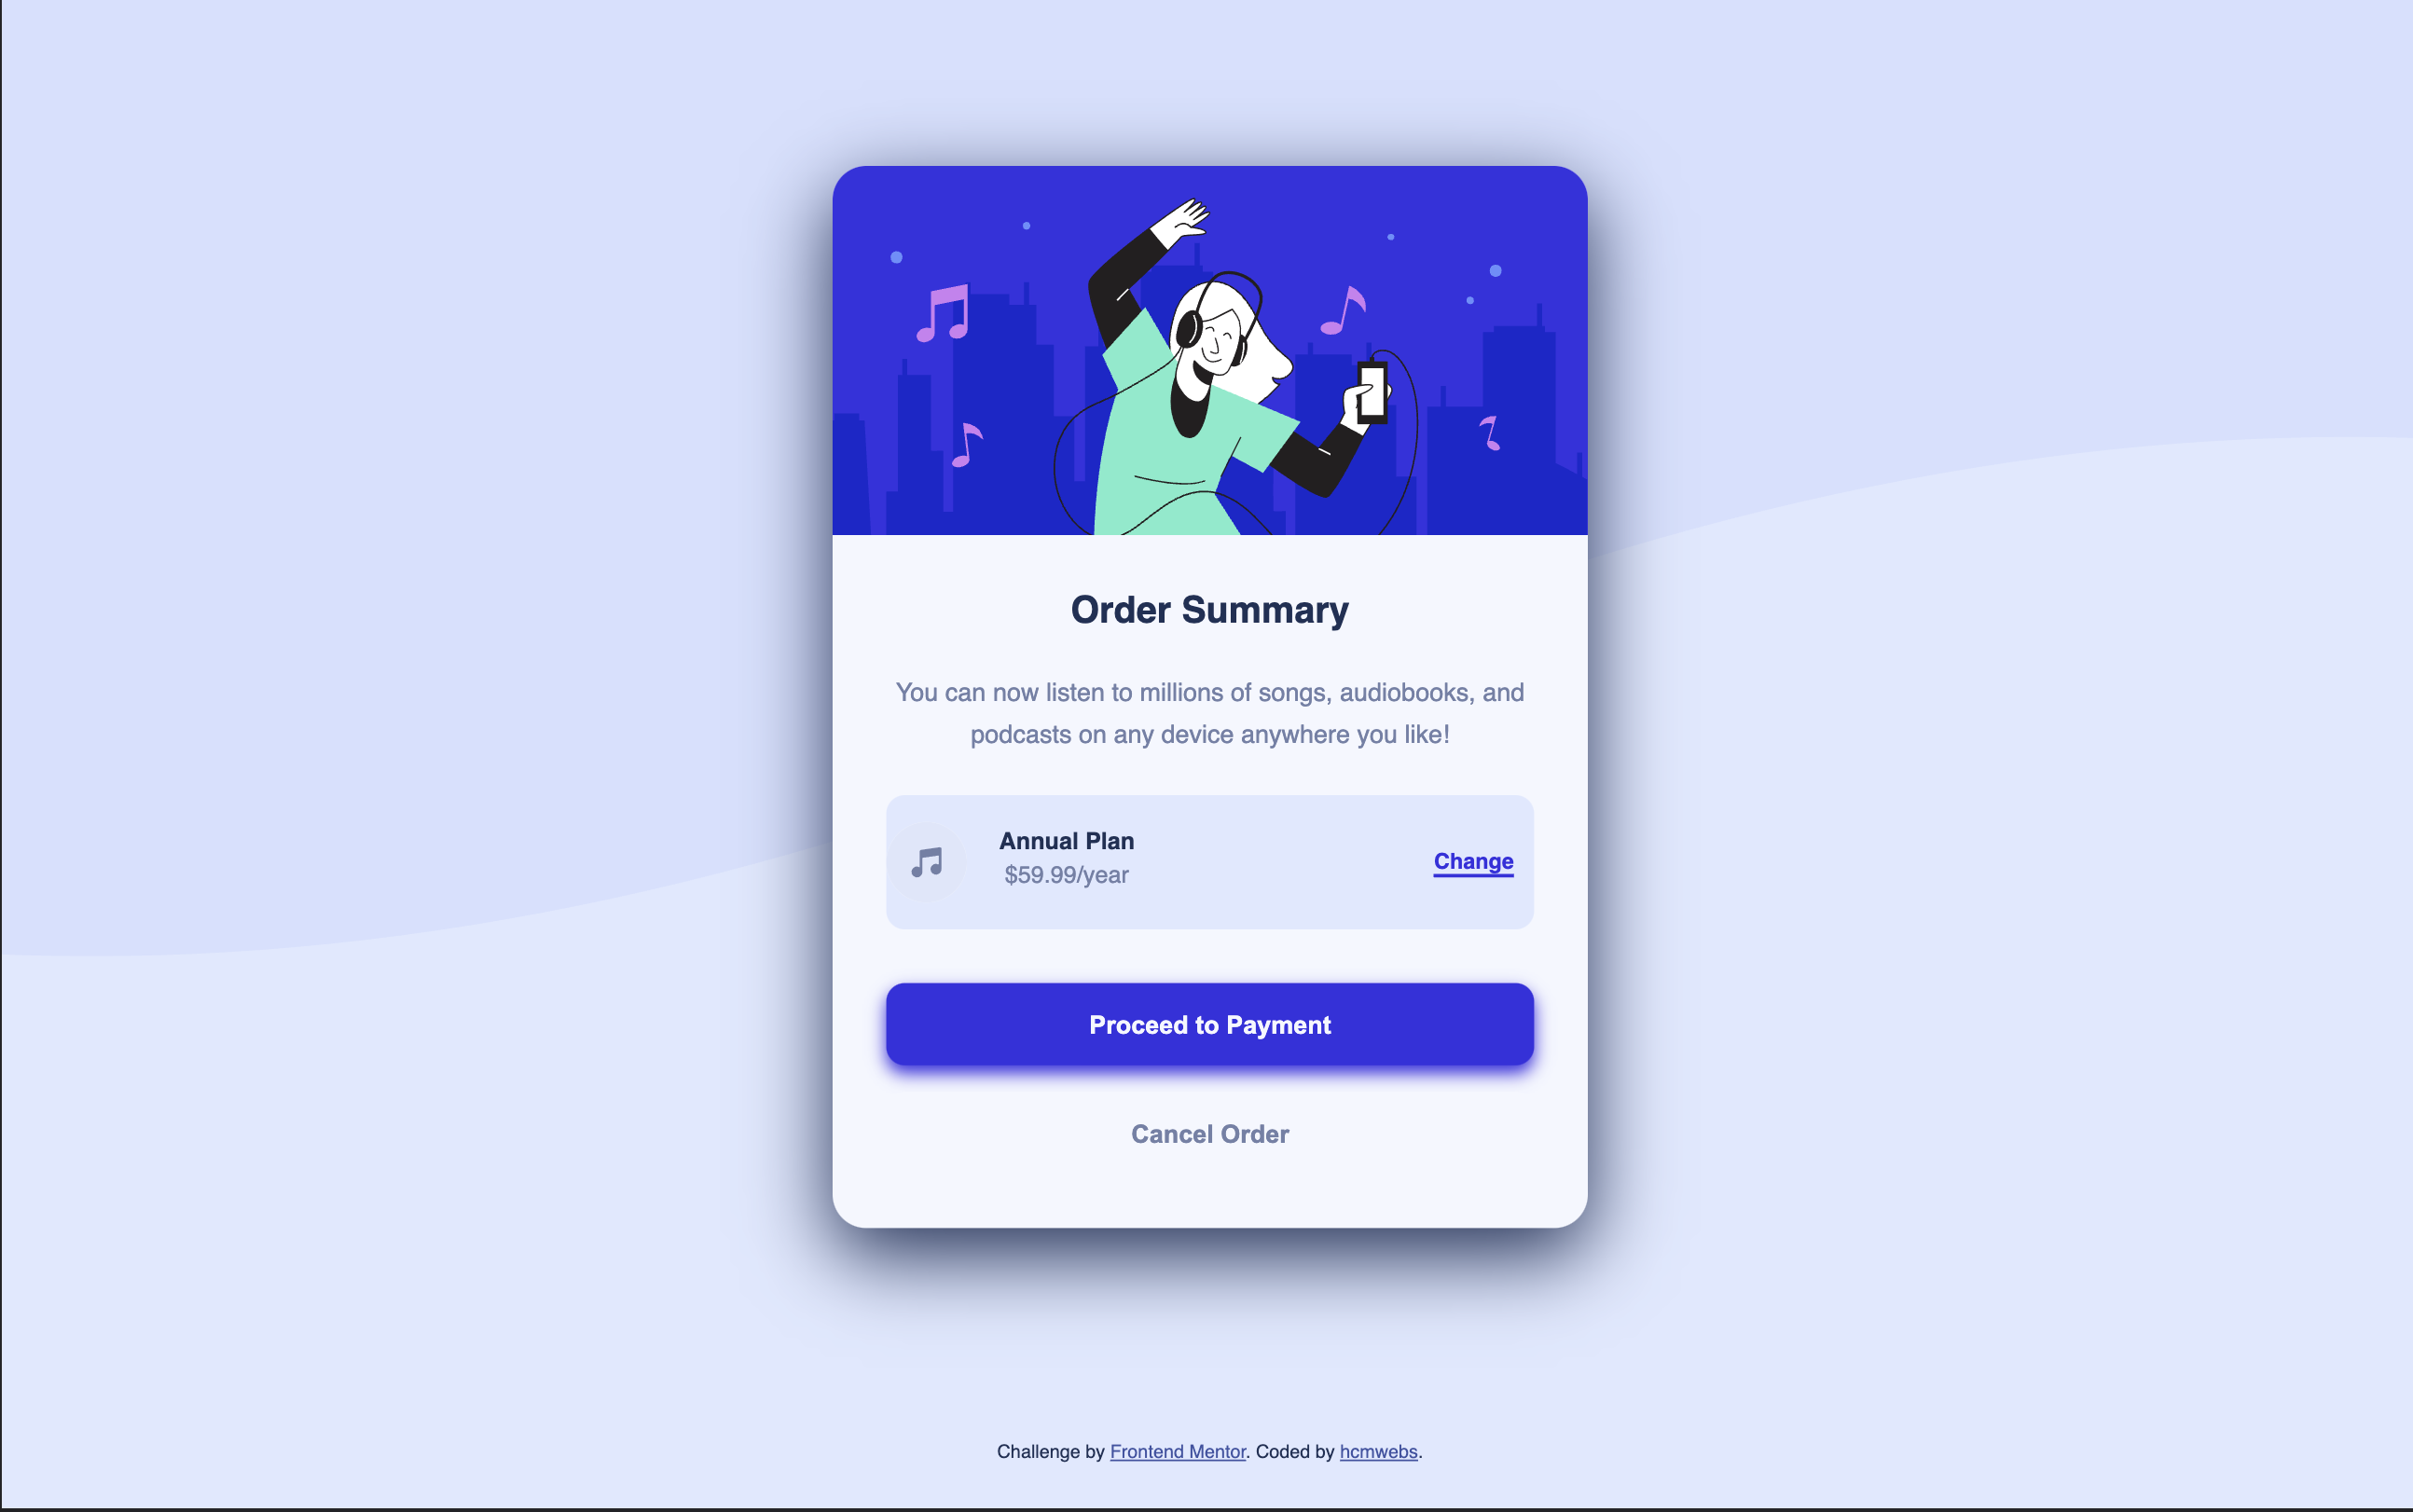 Order Summary
You can now listen to millions of songs, audiobooks, and
podcasts on any device anywhere you like!
Annual Plan
$59.99/year
Change
Proceed to Payment
Cancel Order
Challenge by Frontend Mentor. Coded by hcmwebs.